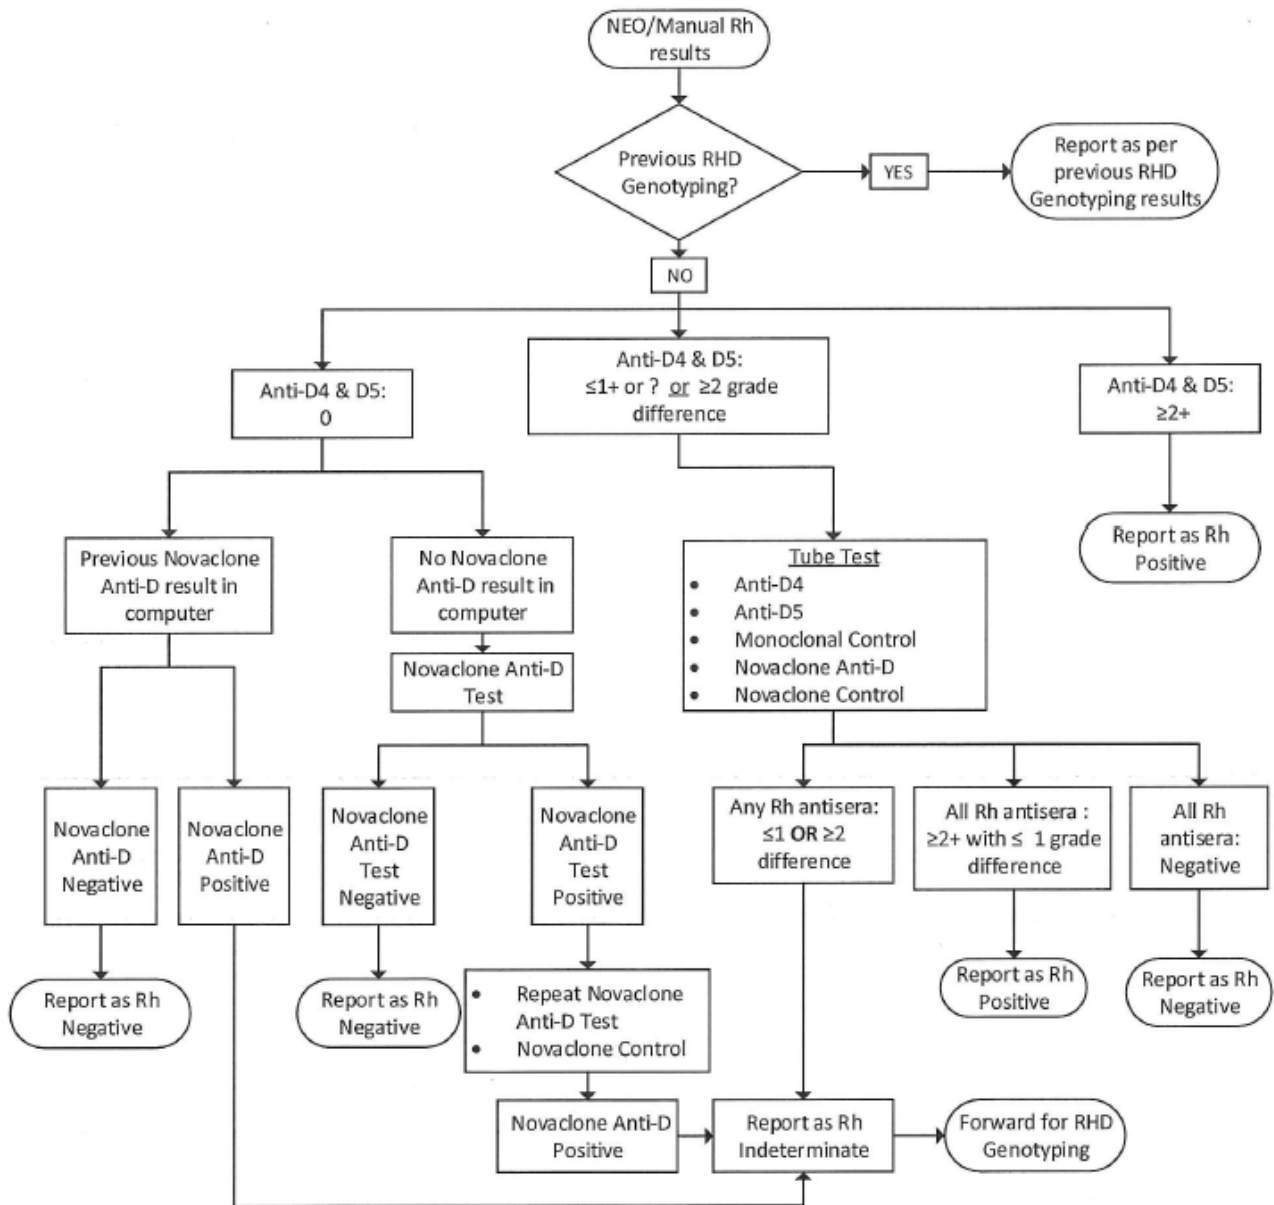 NEO/Manual Rh
results
Previous RHD
Genotyping?
YES
Report as per
previous RHD
Genotyping results
NO
Anti-D4 & D5:
0
Anti-D4 & D5:
≤1+ or ? or ≥2 grade
difference
Anti-D4 & D5:
≥2+
Previous Novaclone
Anti-D result in
computer
No Novaclone
Anti-D result in
computer
Tube Test
• Anti-D4
• Anti-D5
• Monoclonal Control
• Novaclone Anti-D
• Novaclone Control
Report as Rh
Positive
Novaclone Anti-D
Test
Novaclone
Anti-D
Negative
Novaclone
Anti-D
Positive
Novaclone
Anti-D
Test
Negative
Novaclone
Anti-D
Test
Positive
Any Rh antisera:
≤1 OR ≥2
difference
All Rh antisera :
≥2+ with ≤ 1 grade
difference
All Rh
antisera:
Negative
Report as Rh
Negative
Report as Rh
Negative
• Repeat Novaclone
Anti-D Test
• Novaclone Control
Report as Rh
Positive
Report as Rh
Negative
Novaclone Anti-D
Positive
Report as Rh
Indeterminate
Forward for RHD
Genotyping